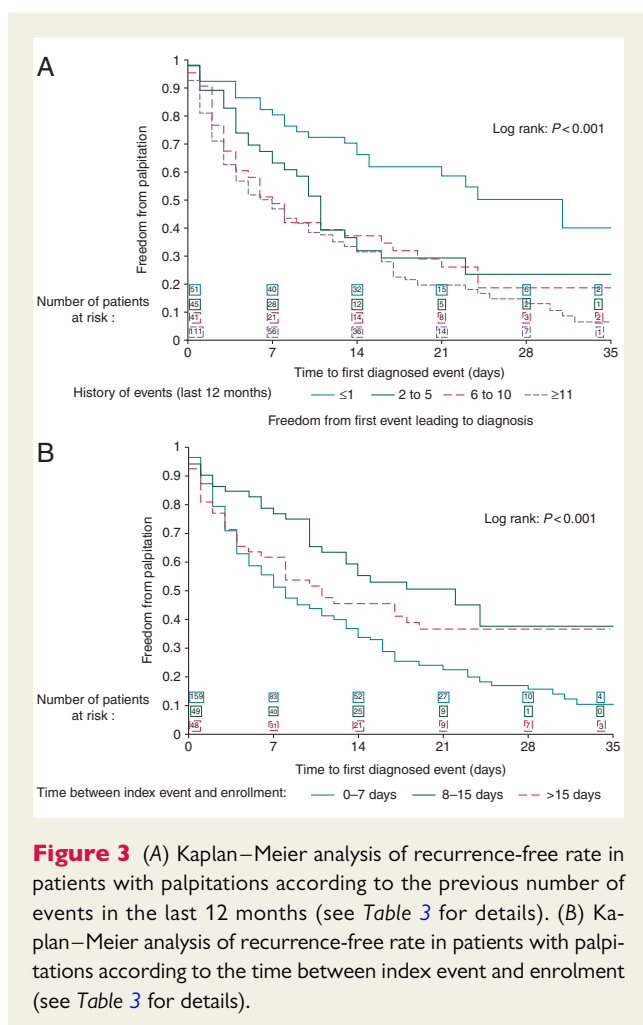 A
1
0.9
0.8
0.7
0.6
0.5
0.4
0.3
0.2
0.1
0
Freedom from palpitation
Log rank: P < 0.001
Number of patients
at risk :
51 40 32 15 6 2
45 28 12 5 2 1
41 21 14 8 3 2
111 56 36 14 7 1
0 7 14 21 28 35
Time to first diagnosed event (days)
History of events (last 12 months) ≤1 2 to 5 6 to 10 ≥11
Freedom from first event leading to diagnosis
B
1
0.9
0.8
0.7
0.6
0.5
0.4
0.3
0.2
0.1
0
Freedom from palpitation
Log rank: P < 0.001
Number of patients
at risk :
159 83 52 27 10 4
49 40 25 9 1 0
48 31 21 9 7 3
0 7 14 21 28 35
Time to first diagnosed event (days)
Time between index event and enrollment: 0–7 days 8–15 days >15 days
Figure 3 (A) Kaplan–Meier analysis of recurrence-free rate in
patients with palpitations according to the previous number of
events in the last 12 months (see Table 3 for details). (B) Ka-
plan–Meier analysis of recurrence-free rate in patients with palpi-
tations according to the time between index event and enrolment
(see Table 3 for details).